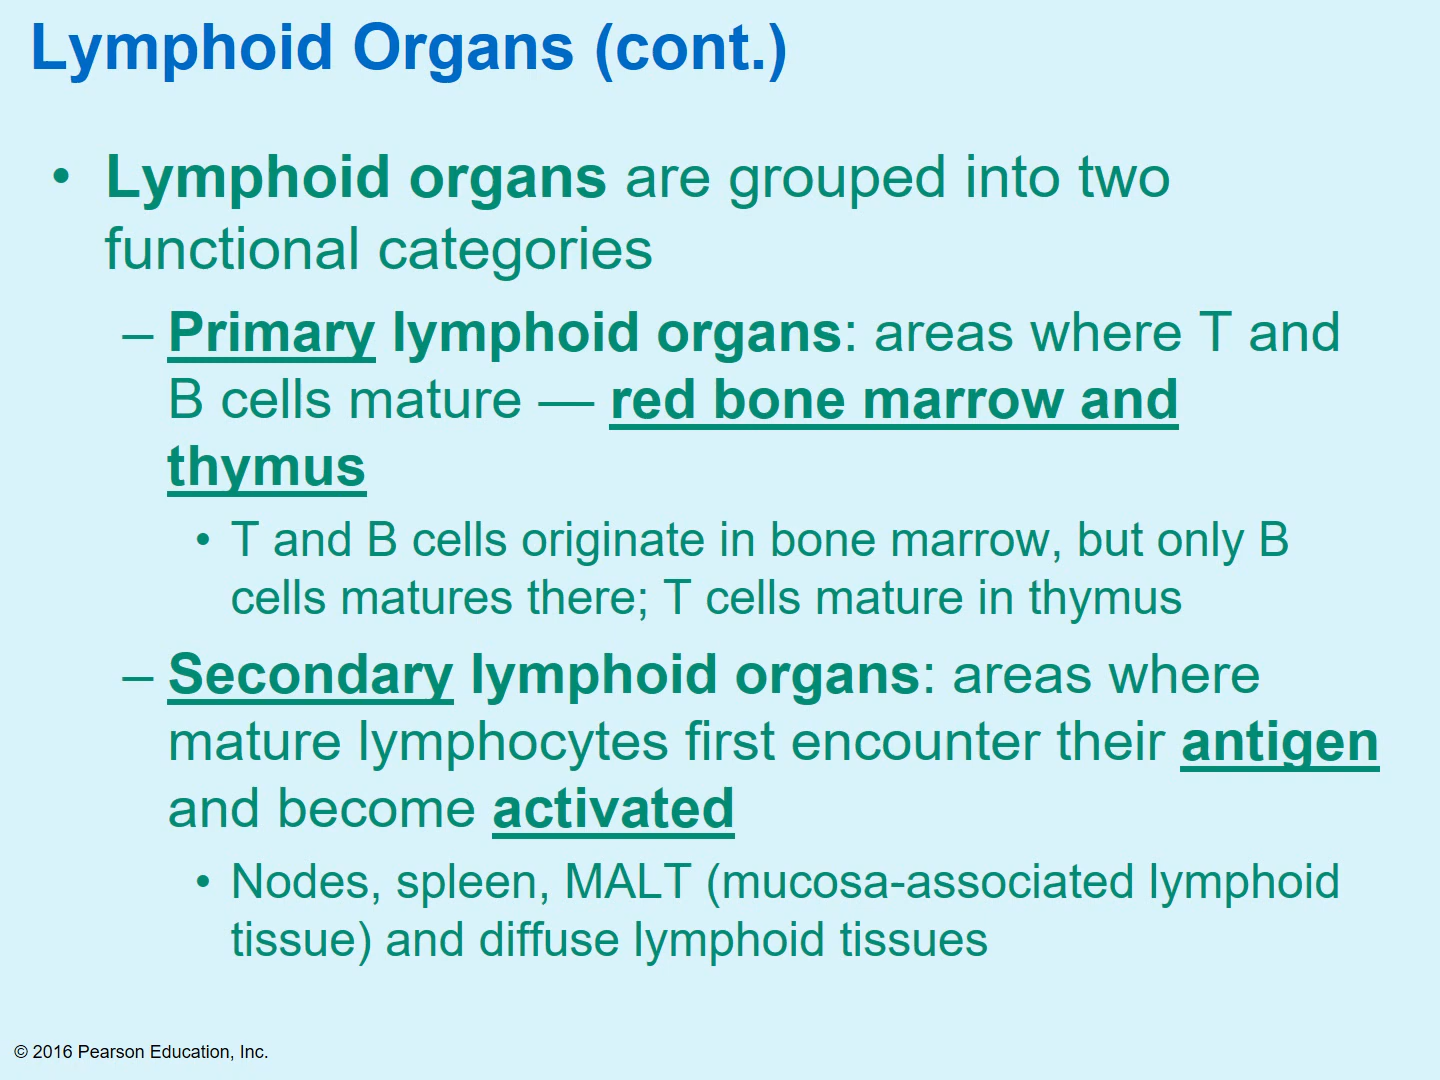 Lymphoid Organs (cont.)
• Lymphoid organs are grouped into two
functional categories
– Primary lymphoid organs: areas where T and
B cells mature — red bone marrow and
thymus
• T and B cells originate in bone marrow, but only B
cells matures there; T cells mature in thymus
– Secondary lymphoid organs: areas where
mature lymphocytes first encounter their antigen
and become activated
• Nodes, spleen, MALT (mucosa-associated lymphoid
tissue) and diffuse lymphoid tissues
© 2016 Pearson Education, Inc.